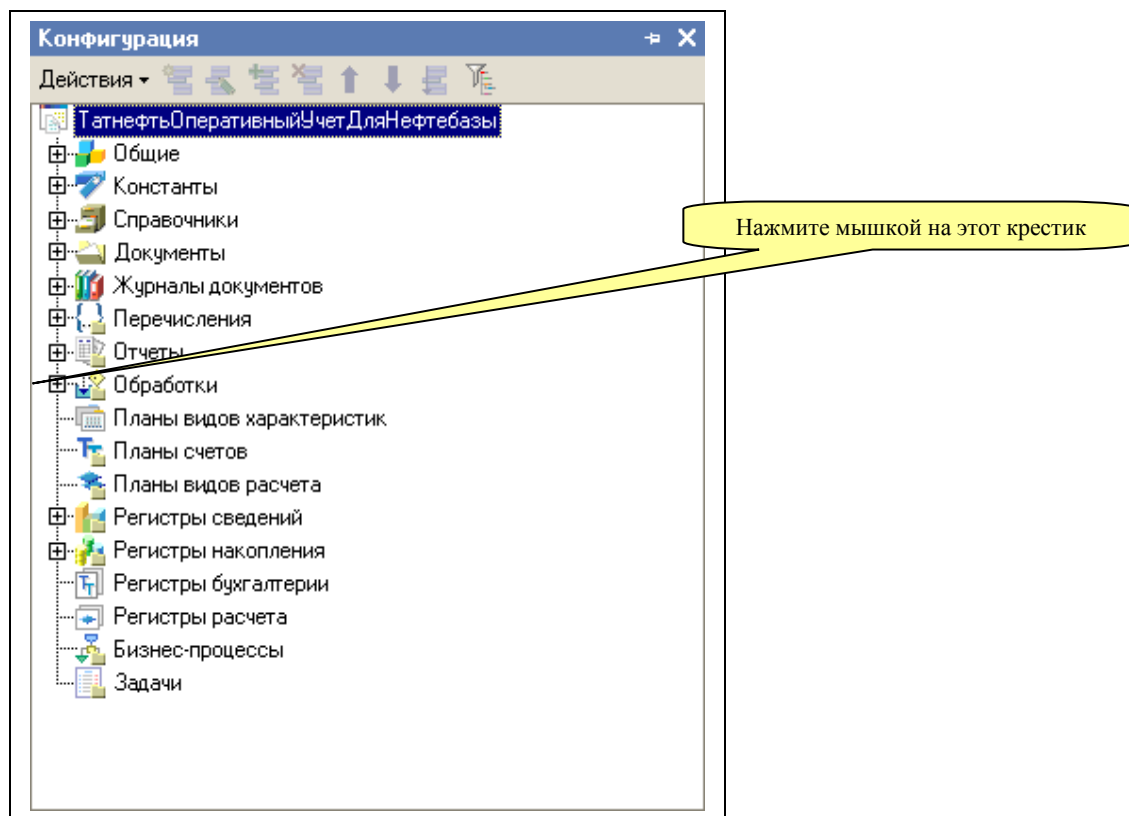 Конфигурация
Действия
ТатнефтьОперативныйУчетДляНефтебазы
Общие
Константы
Справочники
Нажмите мышкой на этот крестик
Документы
Журналы документов
Перечисления
Отчеты
Обработки
Планы видов характеристик
Планы счетов
Планы видов расчета
Регистры сведений
Регистры накопления
Регистры бухгалтерии
Регистры расчета
Бизнес-процессы
Задачи